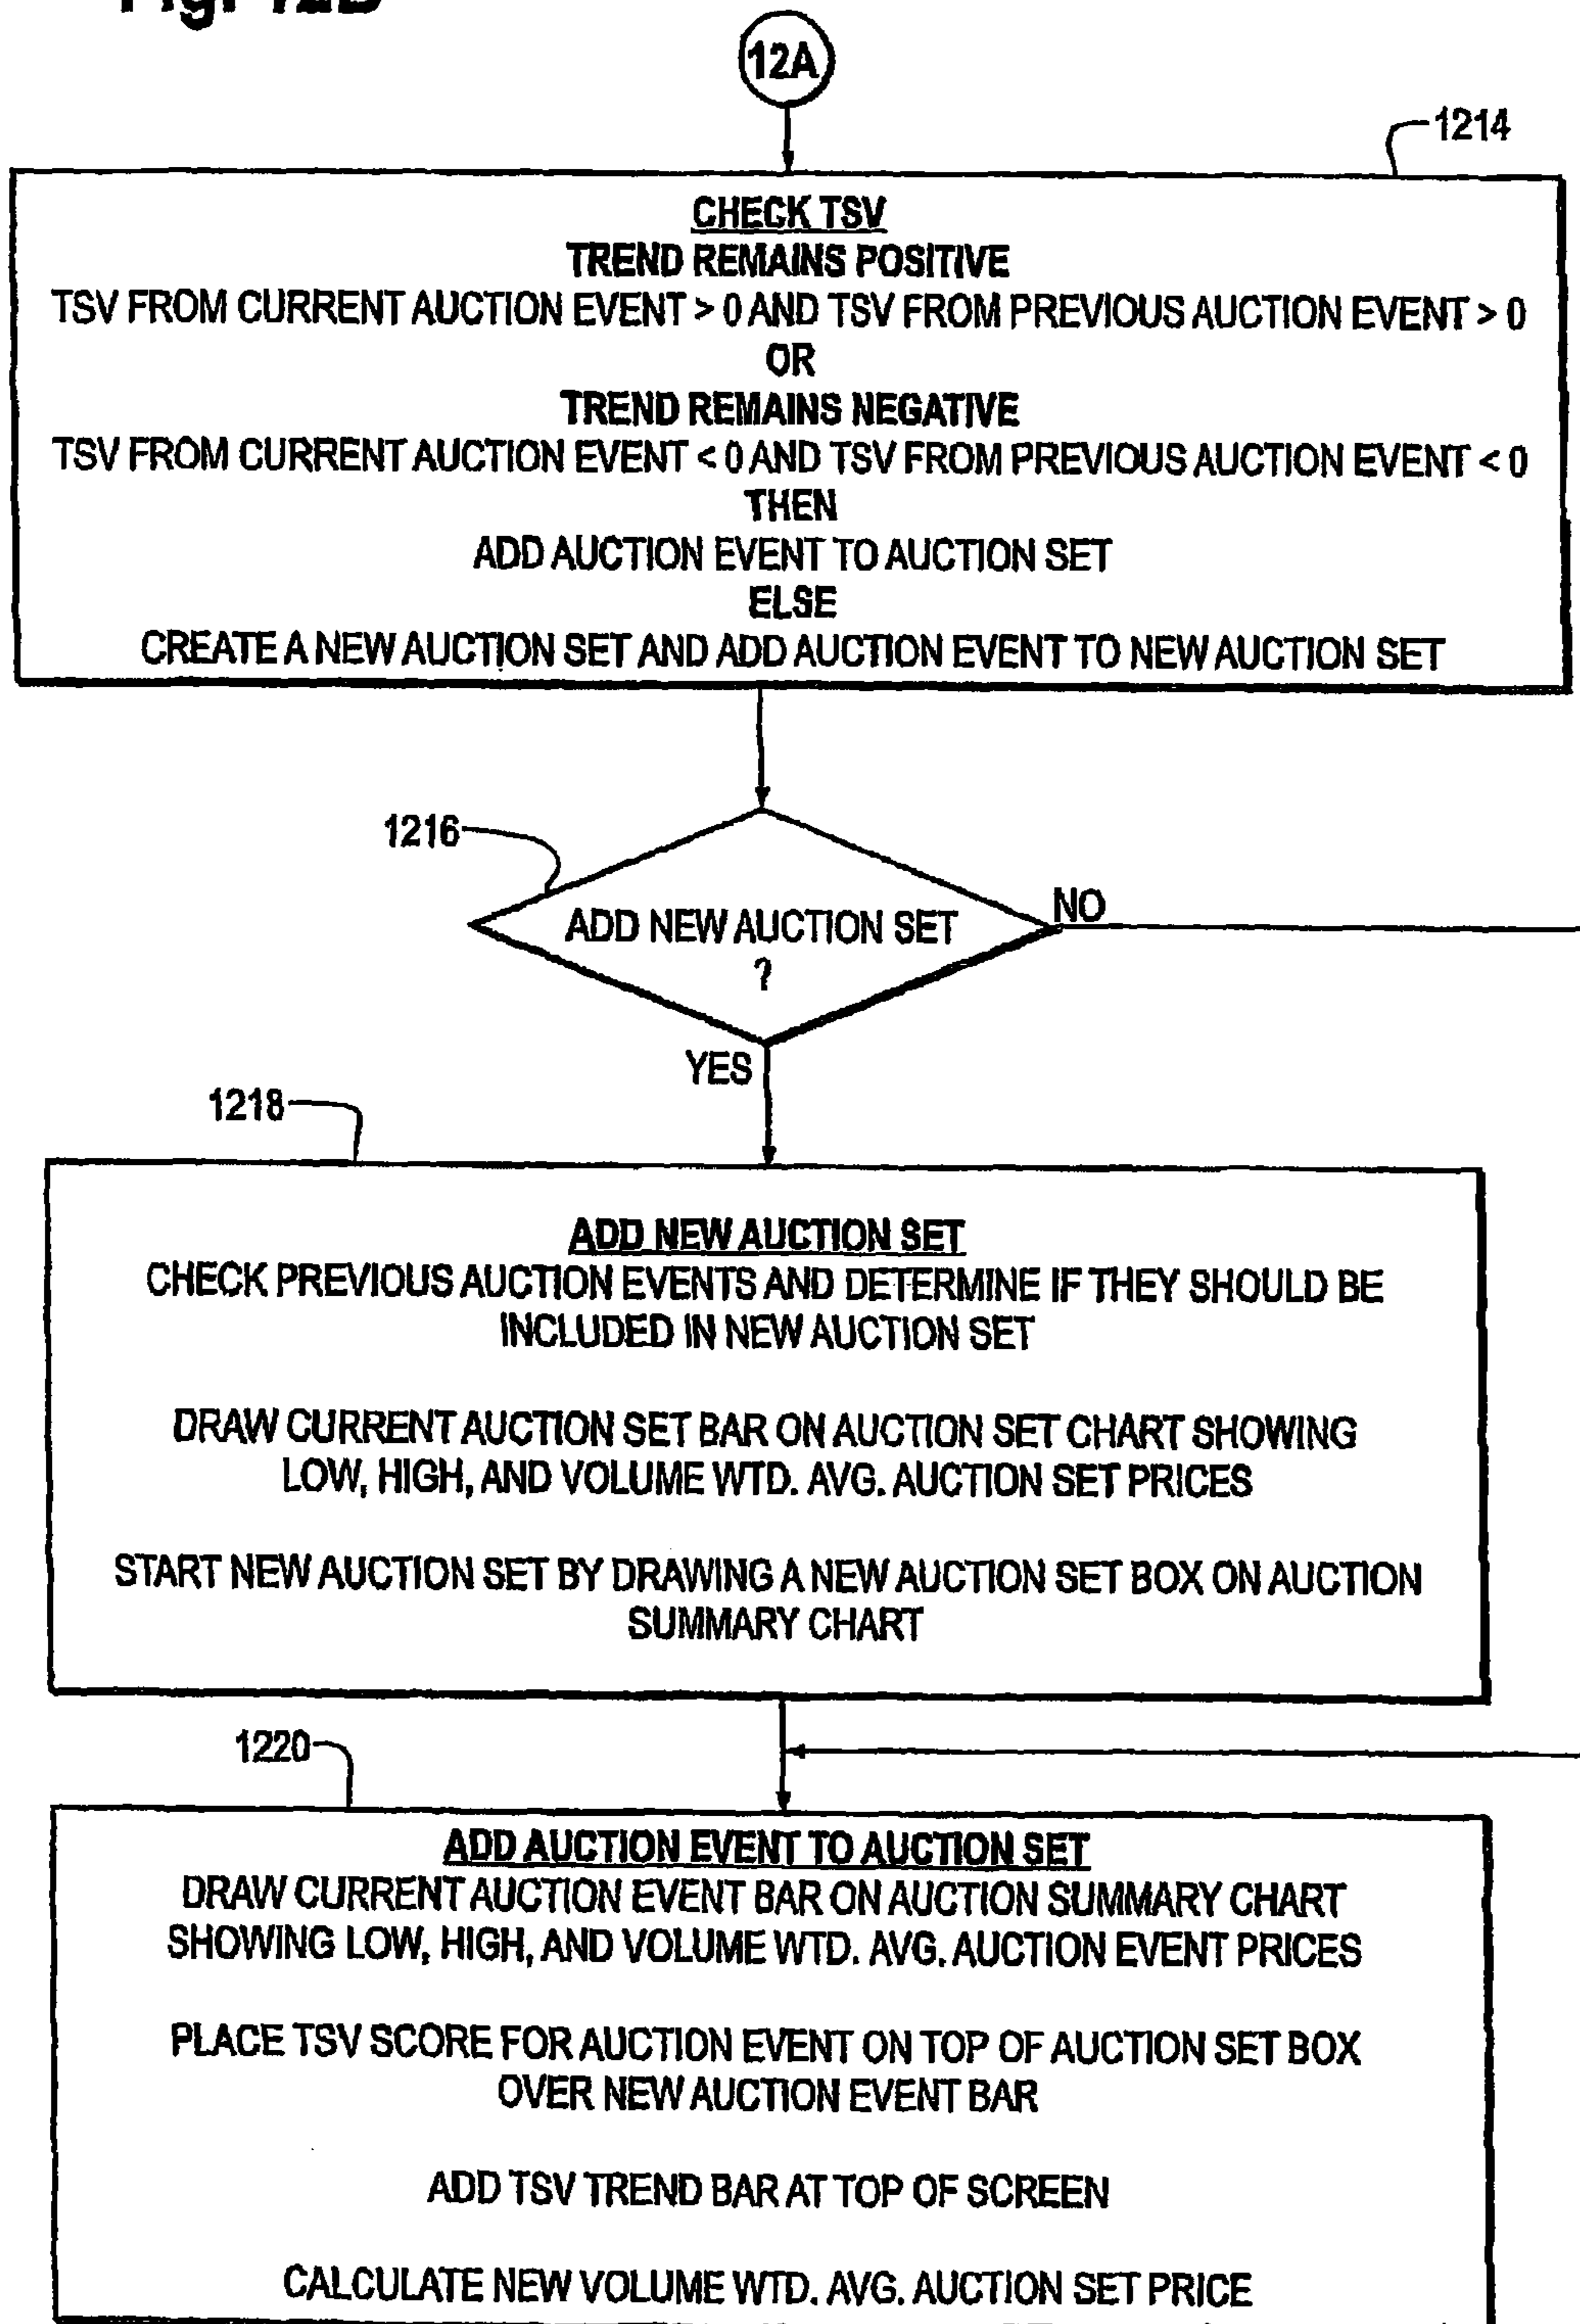 12A
1214
CHECK TSV
TREND REMAINS POSITIVE
TSV FROM CURRENT AUCTION EVENT > 0 AND TSV FROM PREVIOUS AUCTION EVENT > 0
OR
TREND REMAINS NEGATIVE
TSV FROM CURRENT AUCTION EVENT < 0 AND TSV FROM PREVIOUS AUCTION EVENT < 0
THEN
ADD AUCTION EVENT TO AUCTION SET
ELSE
CREATE A NEW AUCTION SET AND ADD AUCTION EVENT TO NEW AUCTION SET
1216
ADD NEW AUCTION SET
?
NO
YES
1218
ADD NEW AUCTION SET
CHECK PREVIOUS AUCTION EVENTS AND DETERMINE IF THEY SHOULD BE
INCLUDED IN NEW AUCTION SET
DRAW CURRENT AUCTION SET BAR ON AUCTION SET CHART SHOWING
LOW, HIGH, AND VOLUME WTD. AVG. AUCTION SET PRICES
START NEW AUCTION SET BY DRAWING A NEW AUCTION SET BOX ON AUCTION
SUMMARY CHART
1220
ADD AUCTION EVENT TO AUCTION SET
DRAW CURRENT AUCTION EVENT BAR ON AUCTION SUMMARY CHART
SHOWING LOW, HIGH, AND VOLUME WTD. AVG. AUCTION EVENT PRICES
PLACE TSV SCORE FOR AUCTION EVENT ON TOP OF AUCTION SET BOX
OVER NEW AUCTION EVENT BAR
ADD TSV TREND BAR AT TOP OF SCREEN
CALCULATE NEW VOLUME WTD. AVG. AUCTION SET PRICE